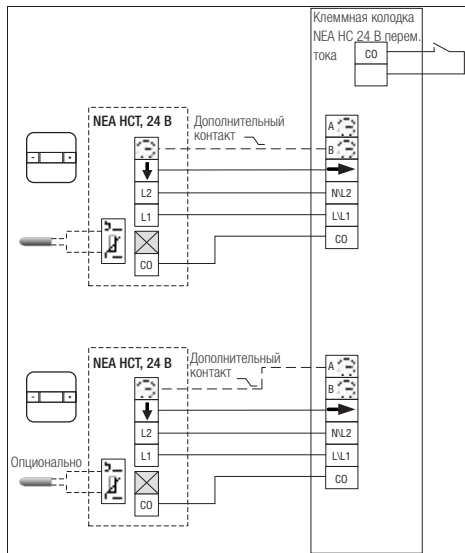 Клеммная колодка
NEA HC 24 В перем.
тока
CO
NEA HCT, 24 В
Дополнительный
контакт
A
B
L2
N\L2
L1
L\L1
CO
CO
NEA HCT, 24 В
Дополнительный
контакт
A
B
L2
N\L2
Опционально
L1
L\L1
CO
CO